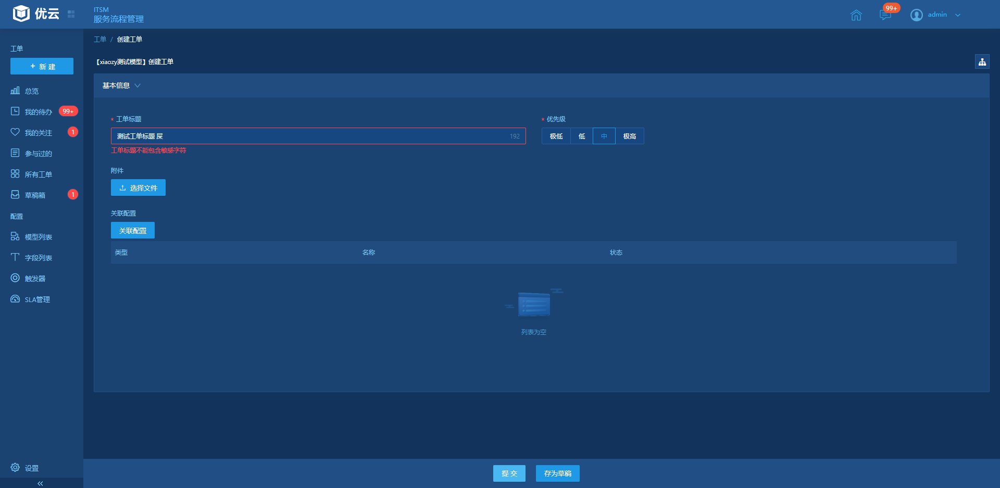 优云
ITSM
服务流程管理
99+
admin
工单
+ 新 建
总览
我的待办 99+
我的关注 1
参与过的
所有工单
草稿箱 1
配置
模型列表
字段列表
触发器
SLA管理
设置
工单 / 创建工单
【xiaozy测试模型】创建工单
基本信息
* 工单标题
测试工单标题 屎 192
工单标题不能包含敏感字符
* 优先级
极低 低 中 极高
附件
选择文件
关联配置
关联配置
类型 名称 状态
列表为空
提 交 存为草稿